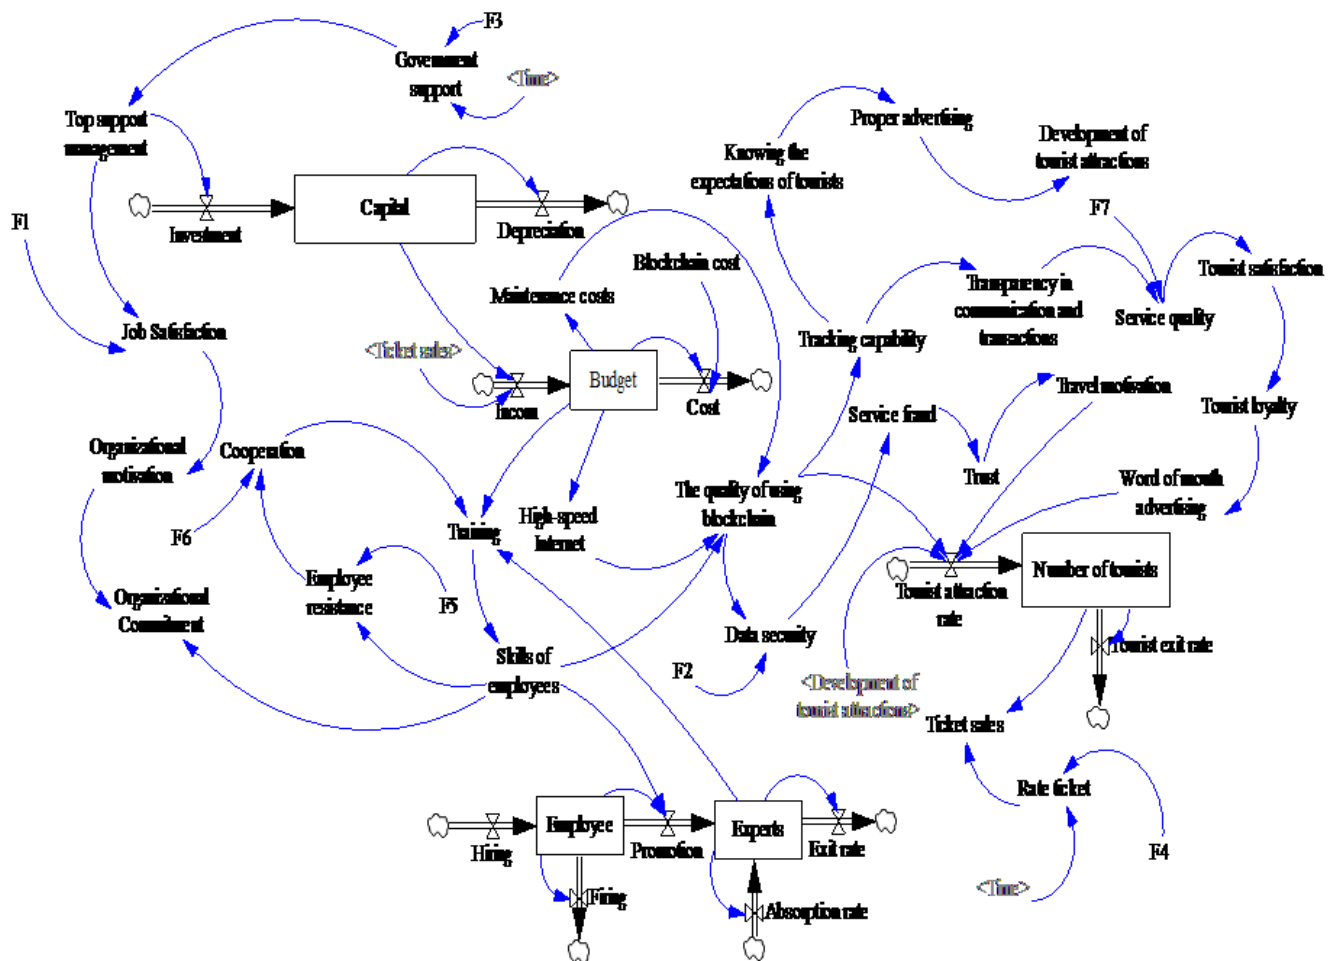 F3
Government
support
<Time>
Top support
management
Proper advertising
Development of
tourist attractions
Knowing the
expectations of tourists
Capital
F1
Investment
Depreciation
F7
Blockchain cost
Maintenance costs
Transparency in
communication and
transactions
Tourist satisfaction
Service quality
Job Satisfaction
Tracking capability
<Ticket sales>
Budget
Incom
Cost
Travel motivation
Service fraud
Tourist loyalty
Organizational
motivation
Cooperation
Trust
The quality of using
blockchain
Word of mouth
advertising
High-speed
Internet
F6
Training
Employee
resistance
F5
Number of tourists
Tourist attraction
rate
Organizational
Commitment
Data security
Tourist exit rate
Skills of
employees
F2
<Development of
tourist attractions>
Ticket sales
Rate ticket
Employee
Experts
Hiring
Promotion
Exit rate
F4
Firing
Absorption rate
<Time>